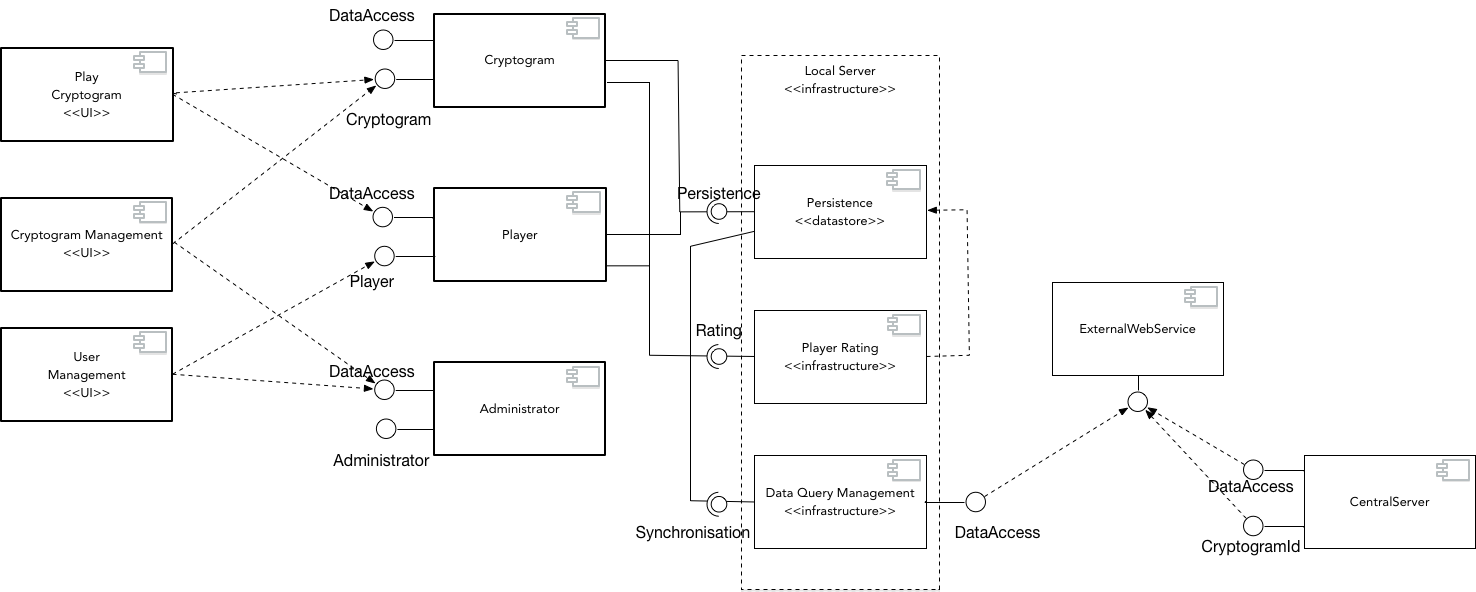 DataAccess
Play
Cryptogram
<<UI>>
Cryptogram
Cryptogram
Local Server
<<infrastructure>>
DataAccess
Cryptogram Management
<<UI>>
Player
Player
Persistence
Persistence
<<datastore>>
User
Management
<<UI>>
DataAccess
Administrator
Administrator
Rating
Player Rating
<<infrastructure>>
ExternalWebService
Synchronisation
Data Query Management
<<infrastructure>>
DataAccess
DataAccess
CryptogramId
CentralServer